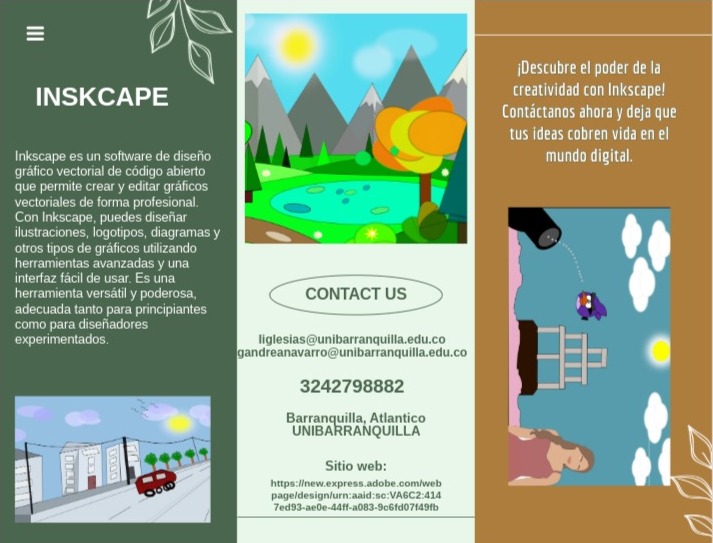 INSKCAPE
Inkscape es un software de diseño
gráfico vectorial de código abierto
que permite crear y editar gráficos
vectoriales de forma profesional.
Con Inkscape, puedes diseñar
ilustraciones, logotipos, diagramas y
otros tipos de gráficos utilizando
herramientas avanzadas y una
interfaz fácil de usar. Es una
herramienta versátil y poderosa,
adecuada tanto para principiantes
como para diseñadores
experimentados.
CONTACT US
liglesias@unibarranquilla.edu.co
gandreanavarro@unibarranquilla.edu.co
3242798882
Barranquilla, Atlantico
UNIBARRANQUILLA
Sitio web:
https://new.express.adobe.com/web
page/design/urn:aaid:sc:VA6C2:414
7ed93-ae0e-44ff-a083-9c6fd07f49fb
¡Descubre el poder de la
creatividad con Inkscape!
Contáctanos ahora y deja que
tus ideas cobren vida en el
mundo digital.